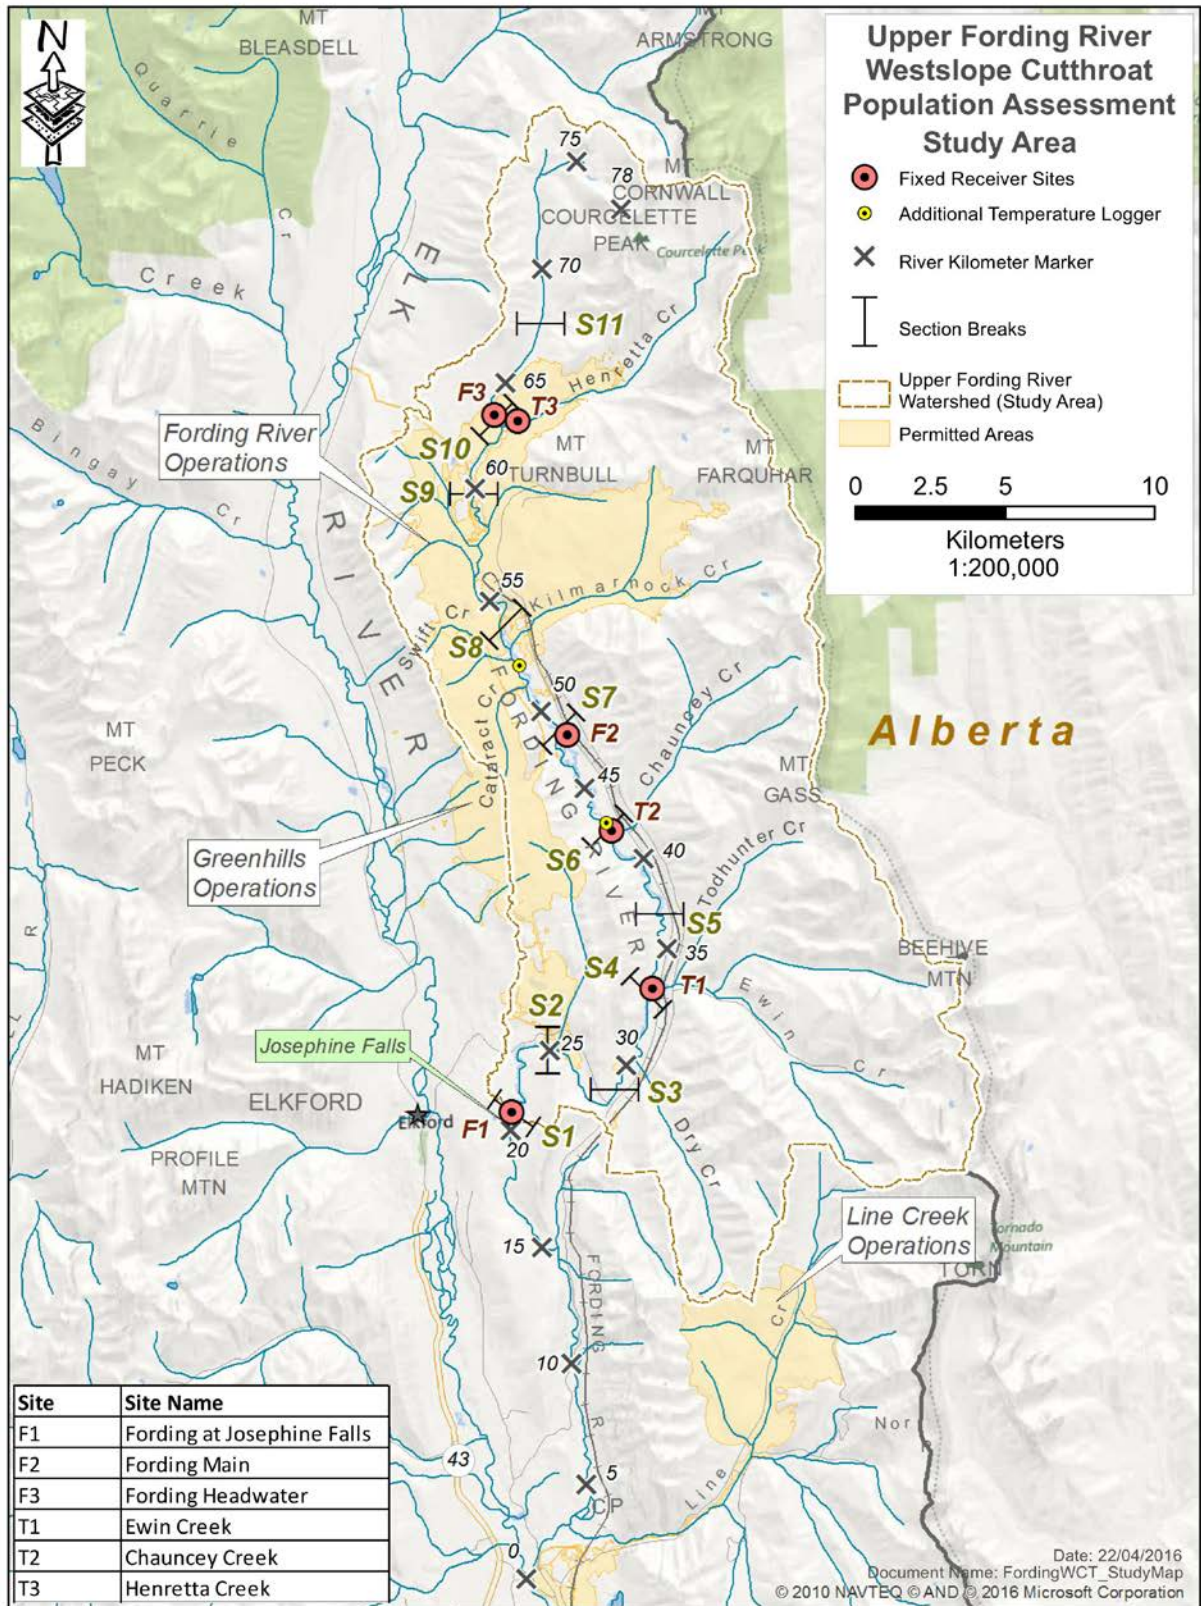 N
Upper Fording River
Westslope Cutthroat
Population Assessment
Study Area
Fixed Receiver Sites
Additional Temperature Logger
River Kilometer Marker
Section Breaks
Upper Fording River
Watershed (Study Area)
Permitted Areas
0 2.5 5 10
Kilometers
1:200,000
MT
BLEASDELL
MT
ARMSTRONG
Quarrie
Cr
Creek
ELK
RIVER
75
78
MT
CORNWALL
COURCELETTE
PEAK
70
S11
Henretta Cr
65
F3
T3
S10
Fording River
Operations
MT
TURNBULL
MT
FARQUHAR
60
S9
Bingay Cr
55
Kilmarnock Cr
Swift Cr
S8
50
S7
F2
FORDING
RIVER
Cataract Cr
Chauncey Cr
Alberta
MT
PECK
45
MT
GASS
T2
S6
40
Todhunter Cr
Greenhills
Operations
S5
35
BEEHIVE
MTN
S4
T1
Ewin Cr
S2
25
30
Josephine Falls
MT
HADIKEN
ELKFORD
Elkford
F1
S1
20
S3
Dry Cr
PROFILE
MTN
Line Creek
Operations
Tornado
Mountain
15
FORDING
R
10
Cr
5
CP
Line
43
0
Site Site Name
F1 Fording at Josephine Falls
F2 Fording Main
F3 Fording Headwater
T1 Ewin Creek
T2 Chauncey Creek
T3 Henretta Creek
Date: 22/04/2016
Document Name: FordingWCT_StudyMap
© 2010 NAVTEQ © AND © 2016 Microsoft Corporation